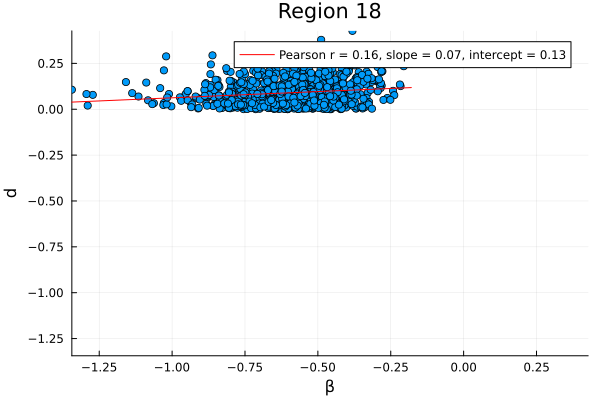 Region 18
Pearson r = 0.16, slope = 0.07, intercept = 0.13
0.25
0.00
−0.25
−0.50
−0.75
−1.00
−1.25
d
−1.25 −1.00 −0.75 −0.50 −0.25 0.00 0.25
β